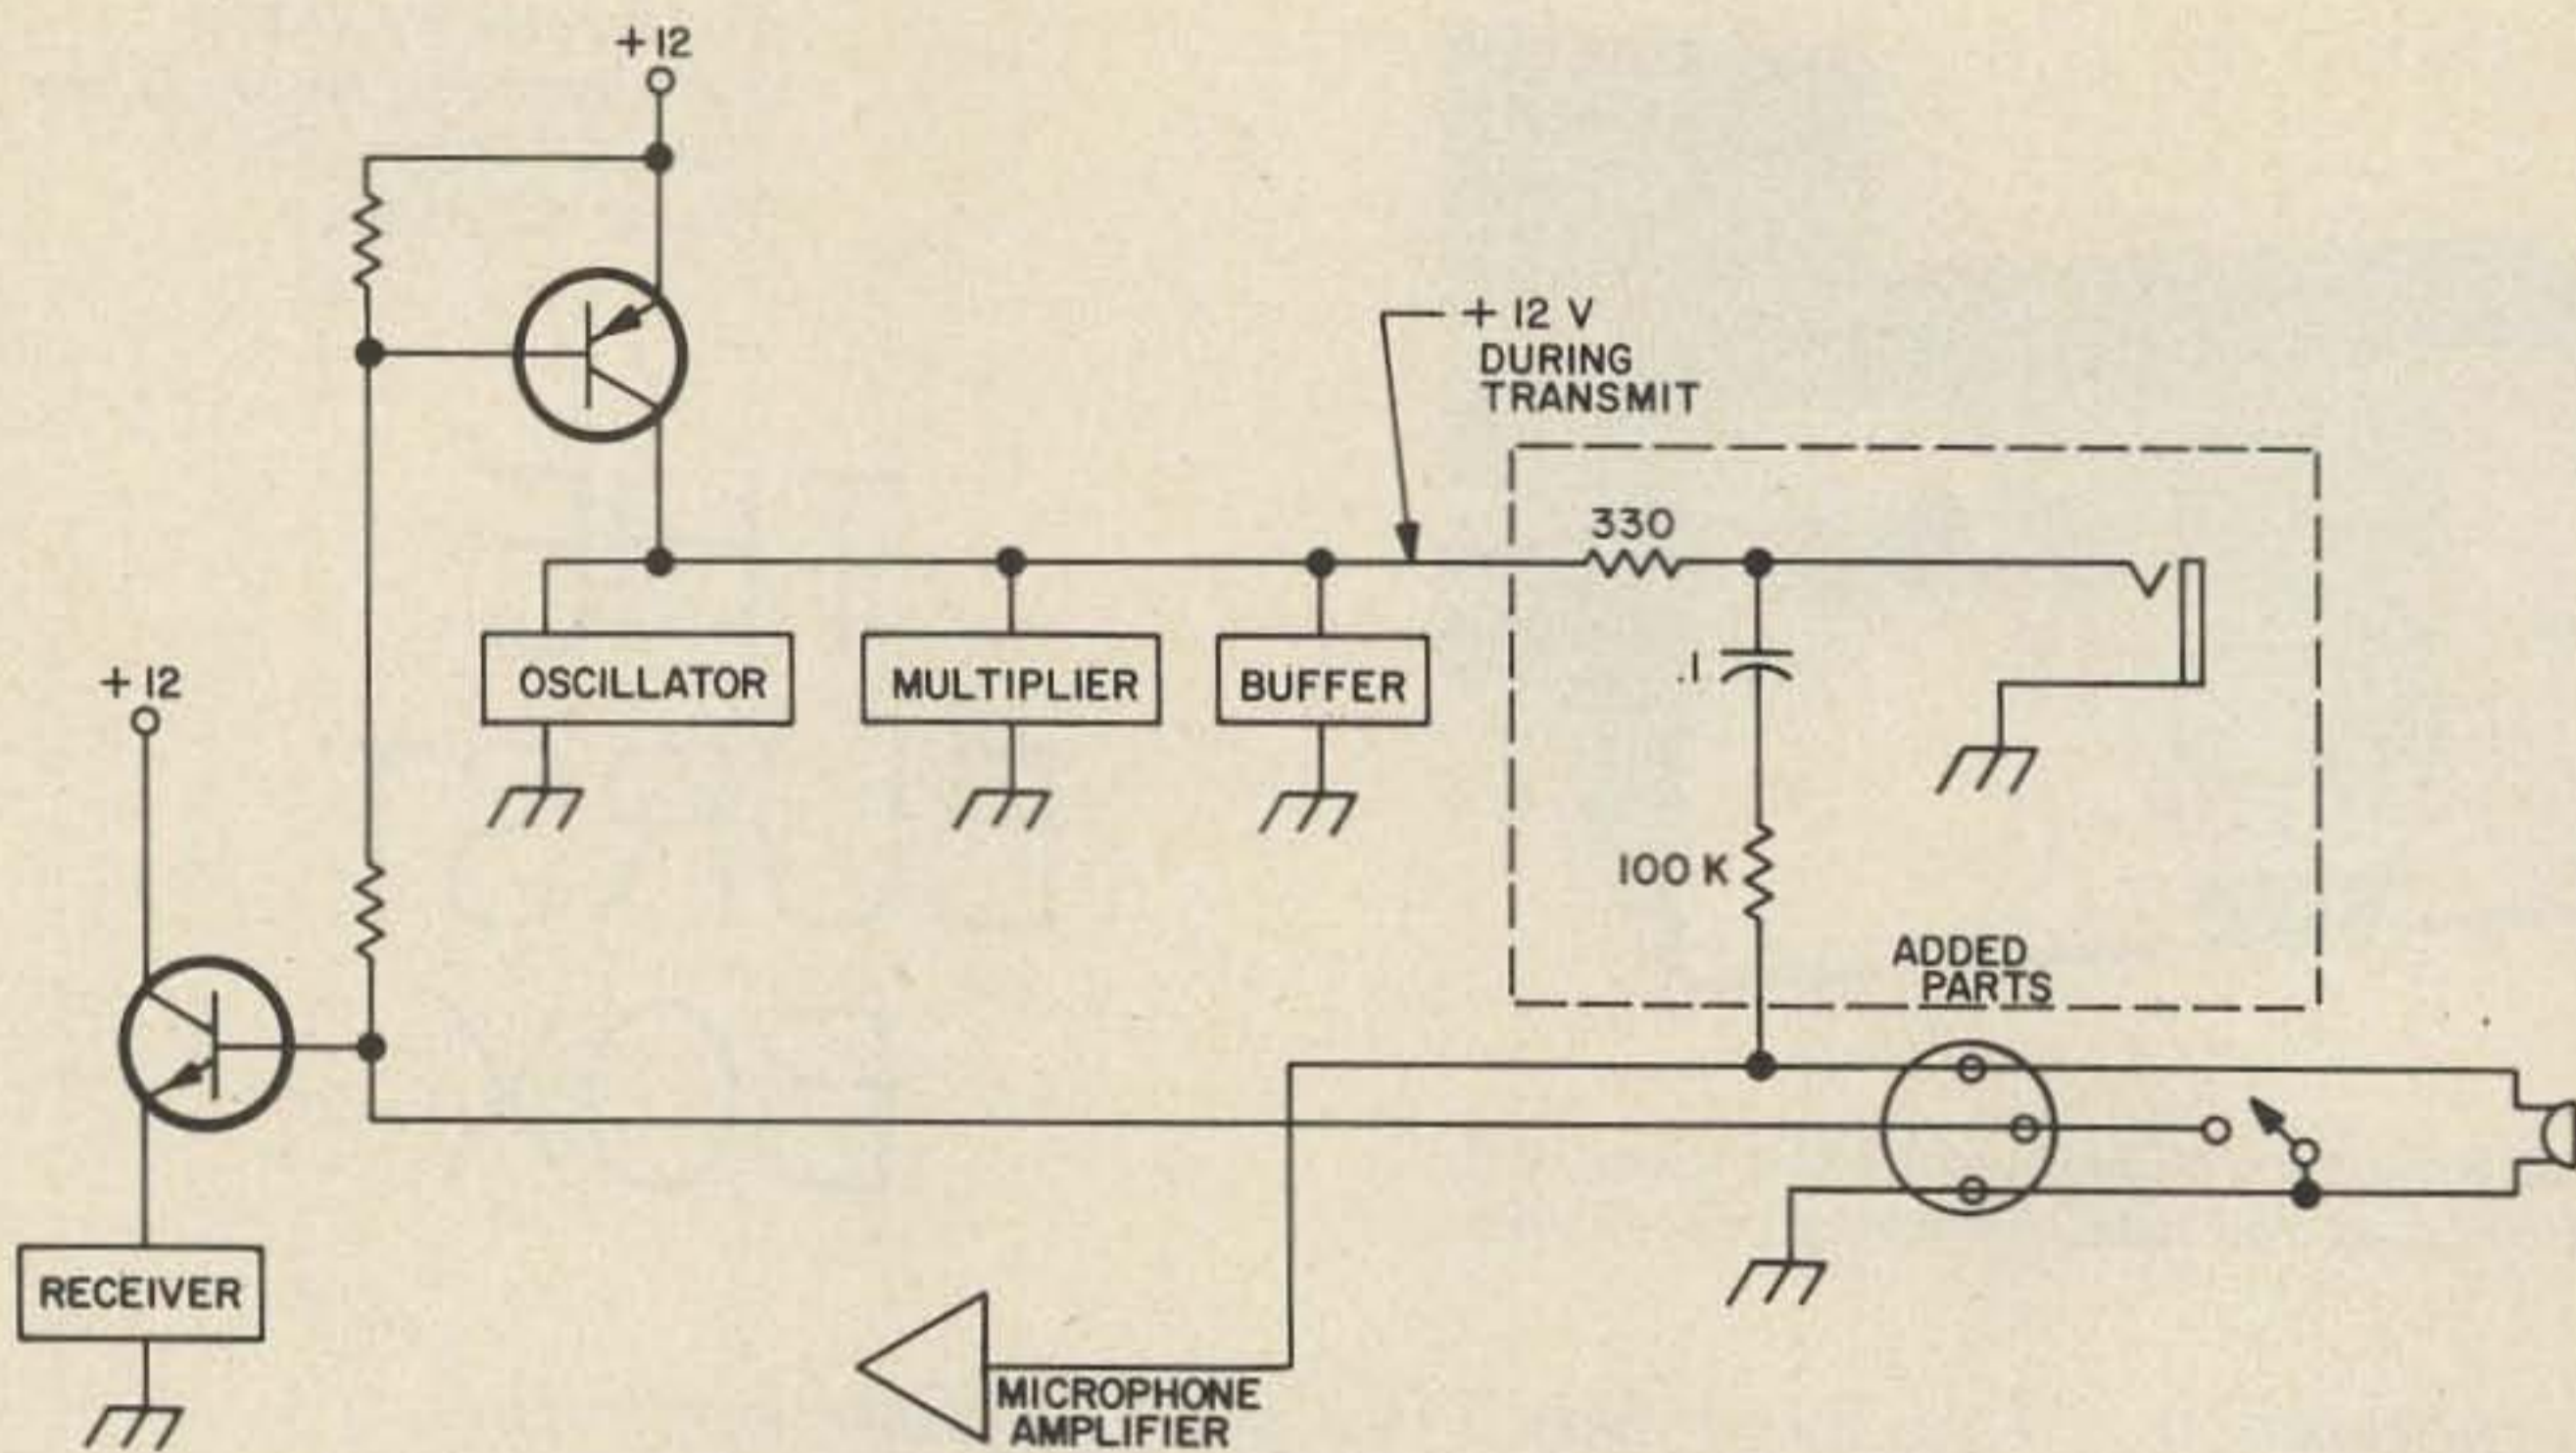 +12
+ 12 V
DURING
TRANSMIT
330
+ 12
OSCILLATOR
MULTIPLIER
BUFFER
.1
100 K
ADDED
PARTS
RECEIVER
MICROPHONE
AMPLIFIER